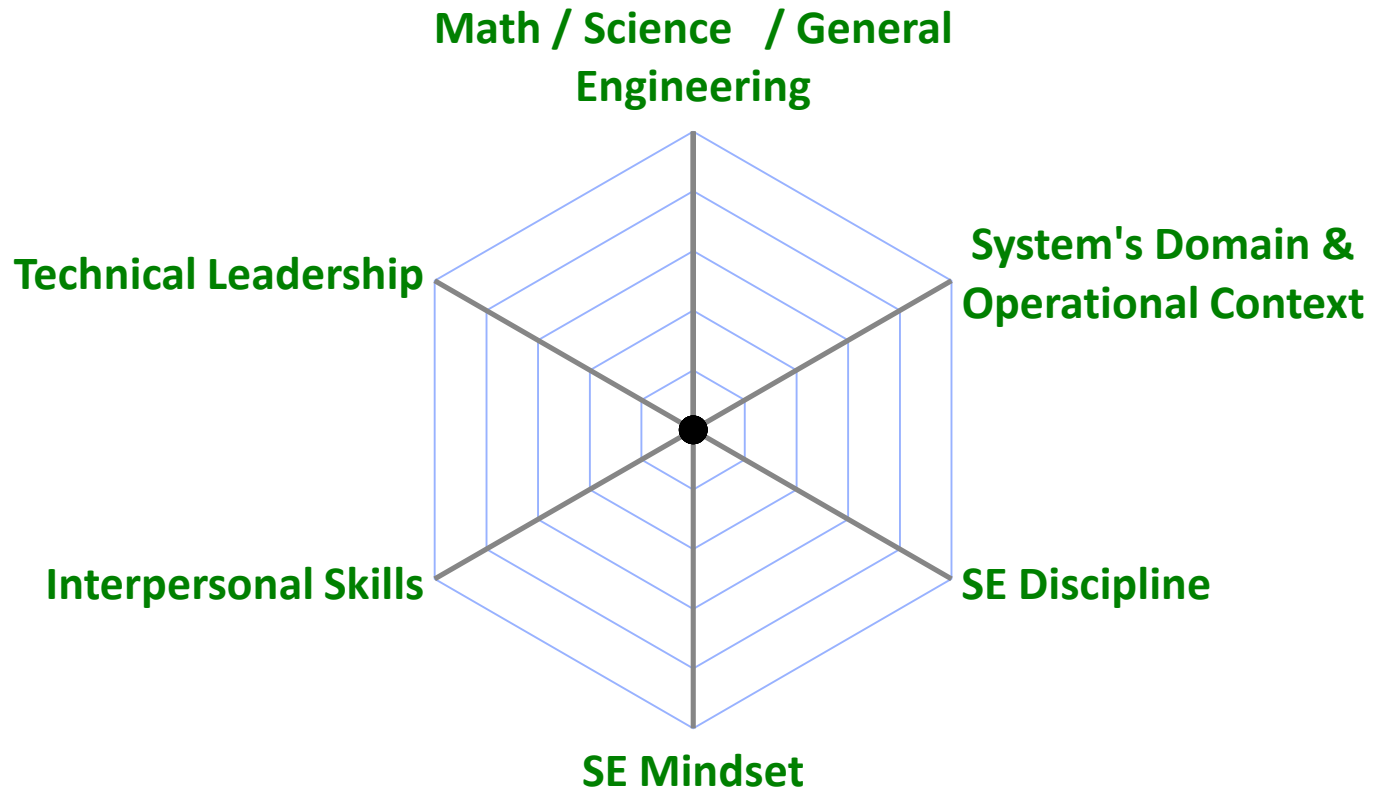 Math / Science / General
Engineering
System's Domain &
Operational Context
Technical Leadership
Interpersonal Skills
SE Discipline
SE Mindset